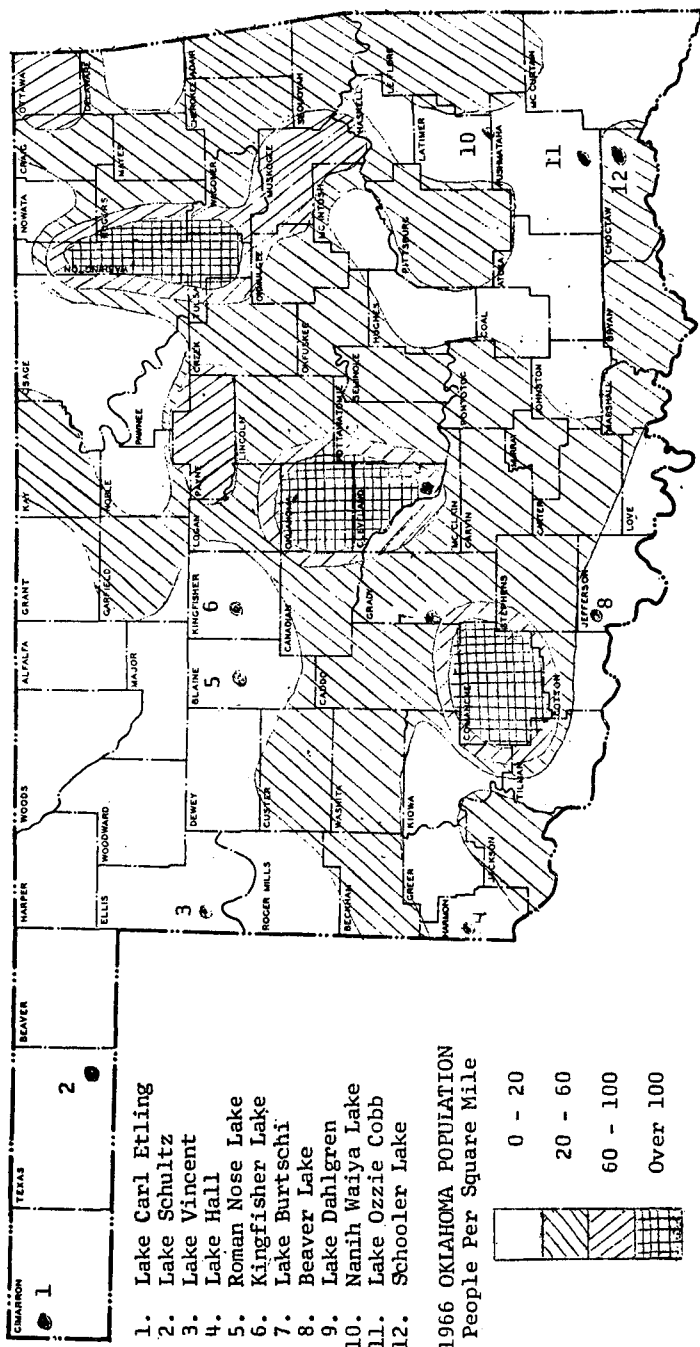 CIMARRON
TEXAS
BEAVER
HARPER
WOODS
ALFALFA
GRANT
KAY
OSAGE
NOWATA
CRAIG
OTTAWA
1
2
ELLIS
WOODWARD
MAJOR
GARFIELD
NOBLE
PAWNEE
WASHINGTON
ROGERS
MAYES
DELAWARE
3
DEWEY
BLAINE
KINGFISHER
LOGAN
PAYNE
CREEK
TULSA
WAGONER
CHEROKEE
ADAIR
5
6
ROGER MILLS
CUSTER
CANADIAN
OKLAHOMA
LINCOLN
OKFUSKEE
OKMULGEE
MUSKOGEE
SEQUOYAH
BECKHAM
WASHITA
CADDO
GRADY
CLEVELAND
POTTAWATOMIE
SEMINOLE
HUGHES
MC INTOSH
HASKELL
GREER
KIOWA
MC CLAIN
PITTSBURG
LATIMER
LE FLORE
HARMON
4
JACKSON
TILMAN
COMANCHE
COTTON
STEPHENS
GARVIN
PONTOTOC
COAL
ATOKA
10
PUSHMATAHA
MC CURTAIN
JEFFERSON
8
CARTER
MURRAY
JOHNSTON
LOVE
MARSHALL
BRYAN
CHOCTAW
11
12
1. Lake Carl Etling
2. Lake Schultz
3. Lake Vincent
4. Lake Hall
5. Roman Nose Lake
6. Kingfisher Lake
7. Lake Burtschi
8. Beaver Lake
9. Lake Dahlgren
10. Nanih Waiya Lake
11. Lake Ozzie Cobb
12. Schooler Lake
1966 OKLAHOMA POPULATION
People Per Square Mile
0 - 20
20 - 60
60 - 100
Over 100